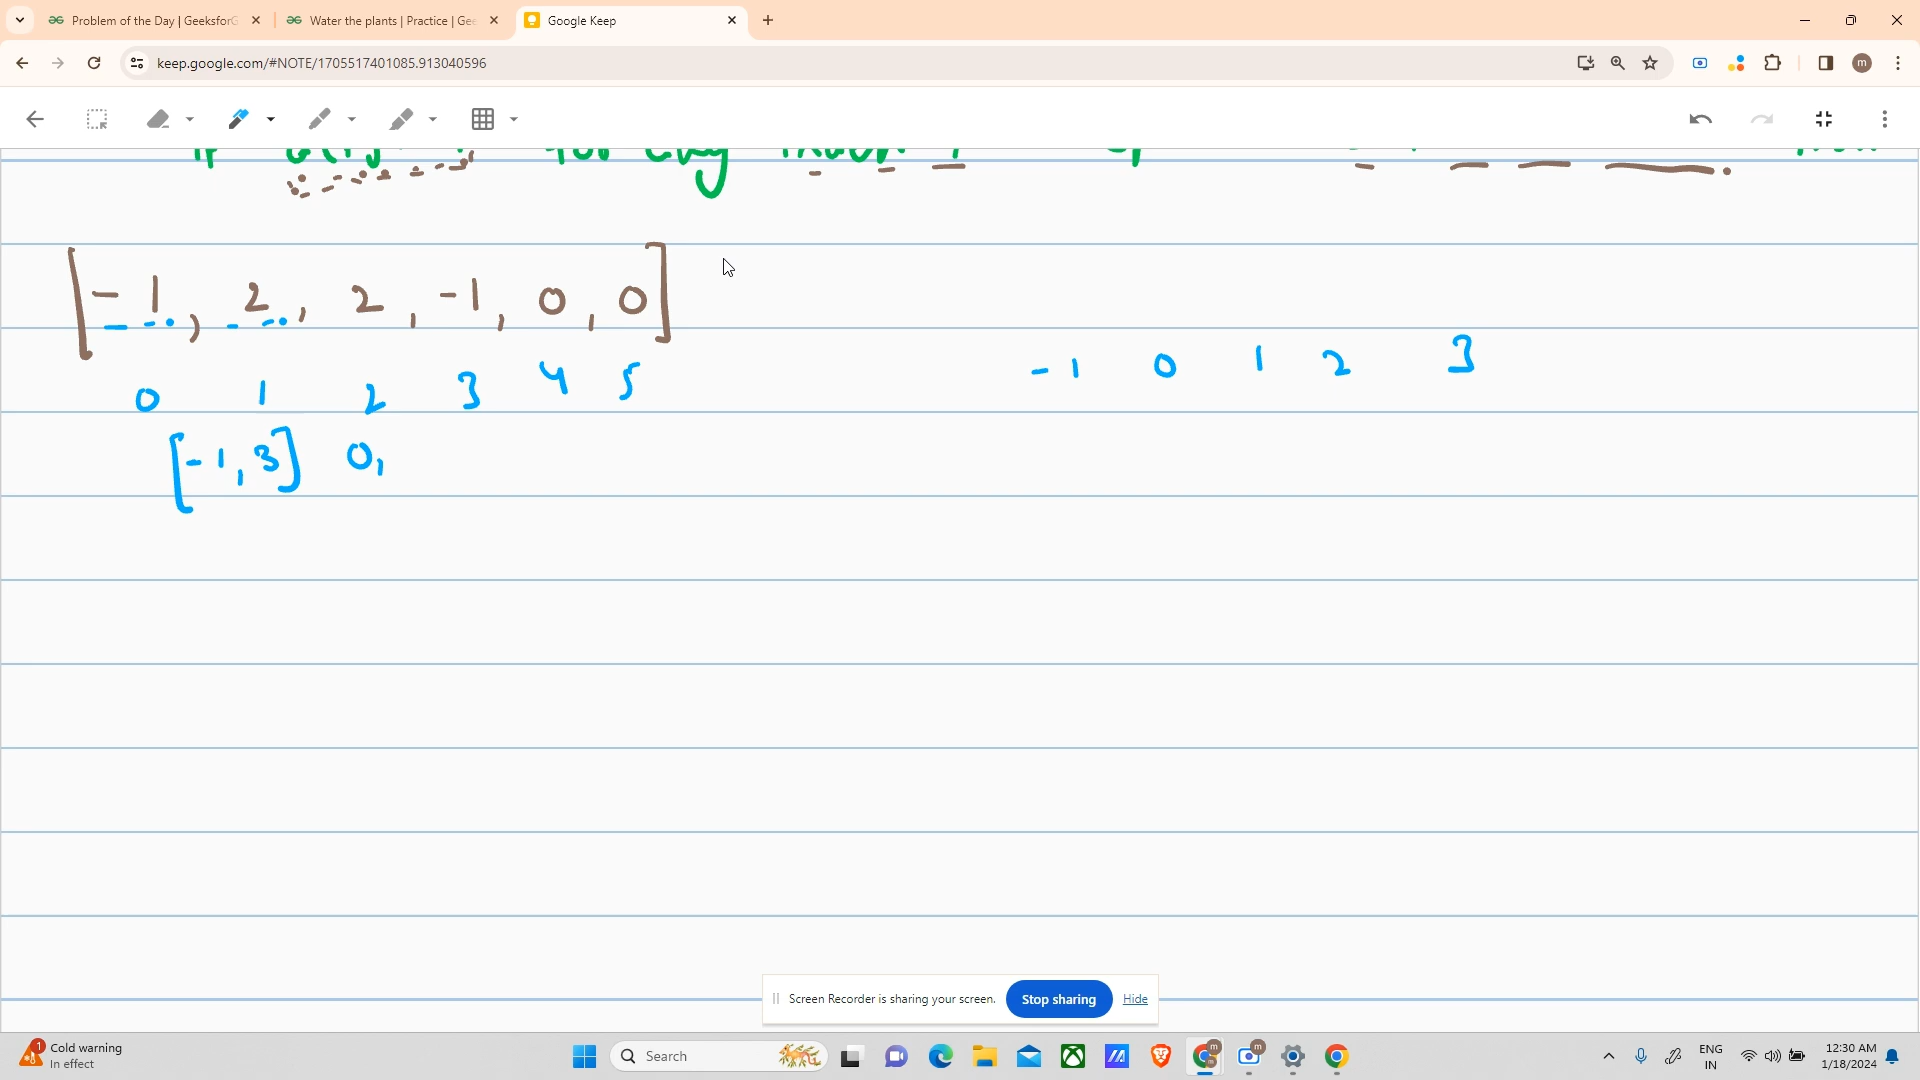 Problem of the Day | GeeksforG
Water the plants | Practice | Gee
Google Keep
keep.google.com/#NOTE/1705517401085.913040596
m
[-1, 2, 2, -1, 0, 0]
-1 0 1 2 3
0 1 2 3 4 5
[-1,3] 0,
Screen Recorder is sharing your screen.
Stop sharing
Hide
1
Cold warning
In effect
Search
m
m
ENG
IN
12:30 AM
1/18/2024